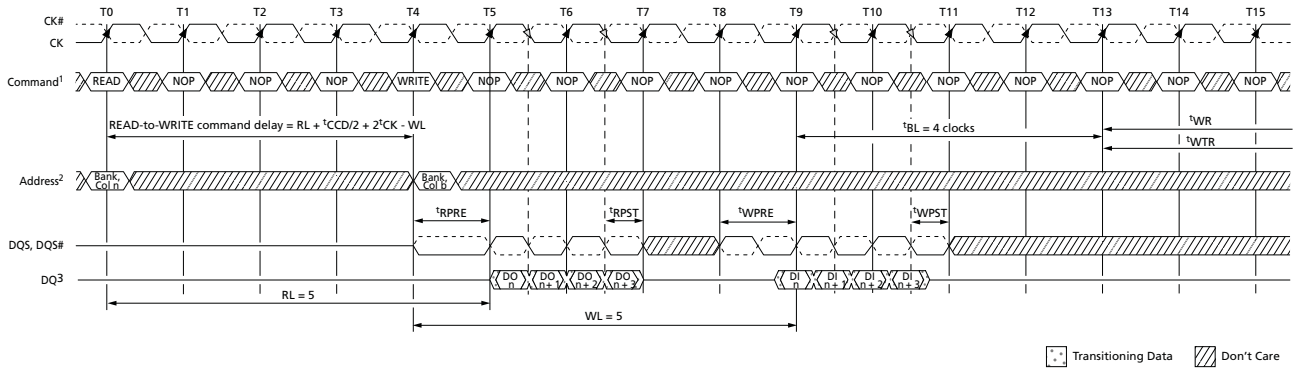 T0 T1 T2 T3 T4 T5 T6 T7 T8 T9 T10 T11 T12 T13 T14 T15
CK#
CK
Command1 READ NOP NOP NOP WRITE NOP NOP NOP NOP NOP NOP NOP NOP NOP NOP NOP
tWR
READ-to-WRITE command delay = RL + tCCD/2 + 2tCK - WL tBL = 4 clocks
tWTR
Address2 Bank, Col n Bank, Col b
tRPRE tRPST tWPRE tWPST
DQS, DQS#
DQ3 DO n DO n + 1 DO n + 2 DO n + 3 DI n DI n + 1 DI n + 2 DI n + 3
RL = 5
WL = 5
Transitioning Data Don't Care